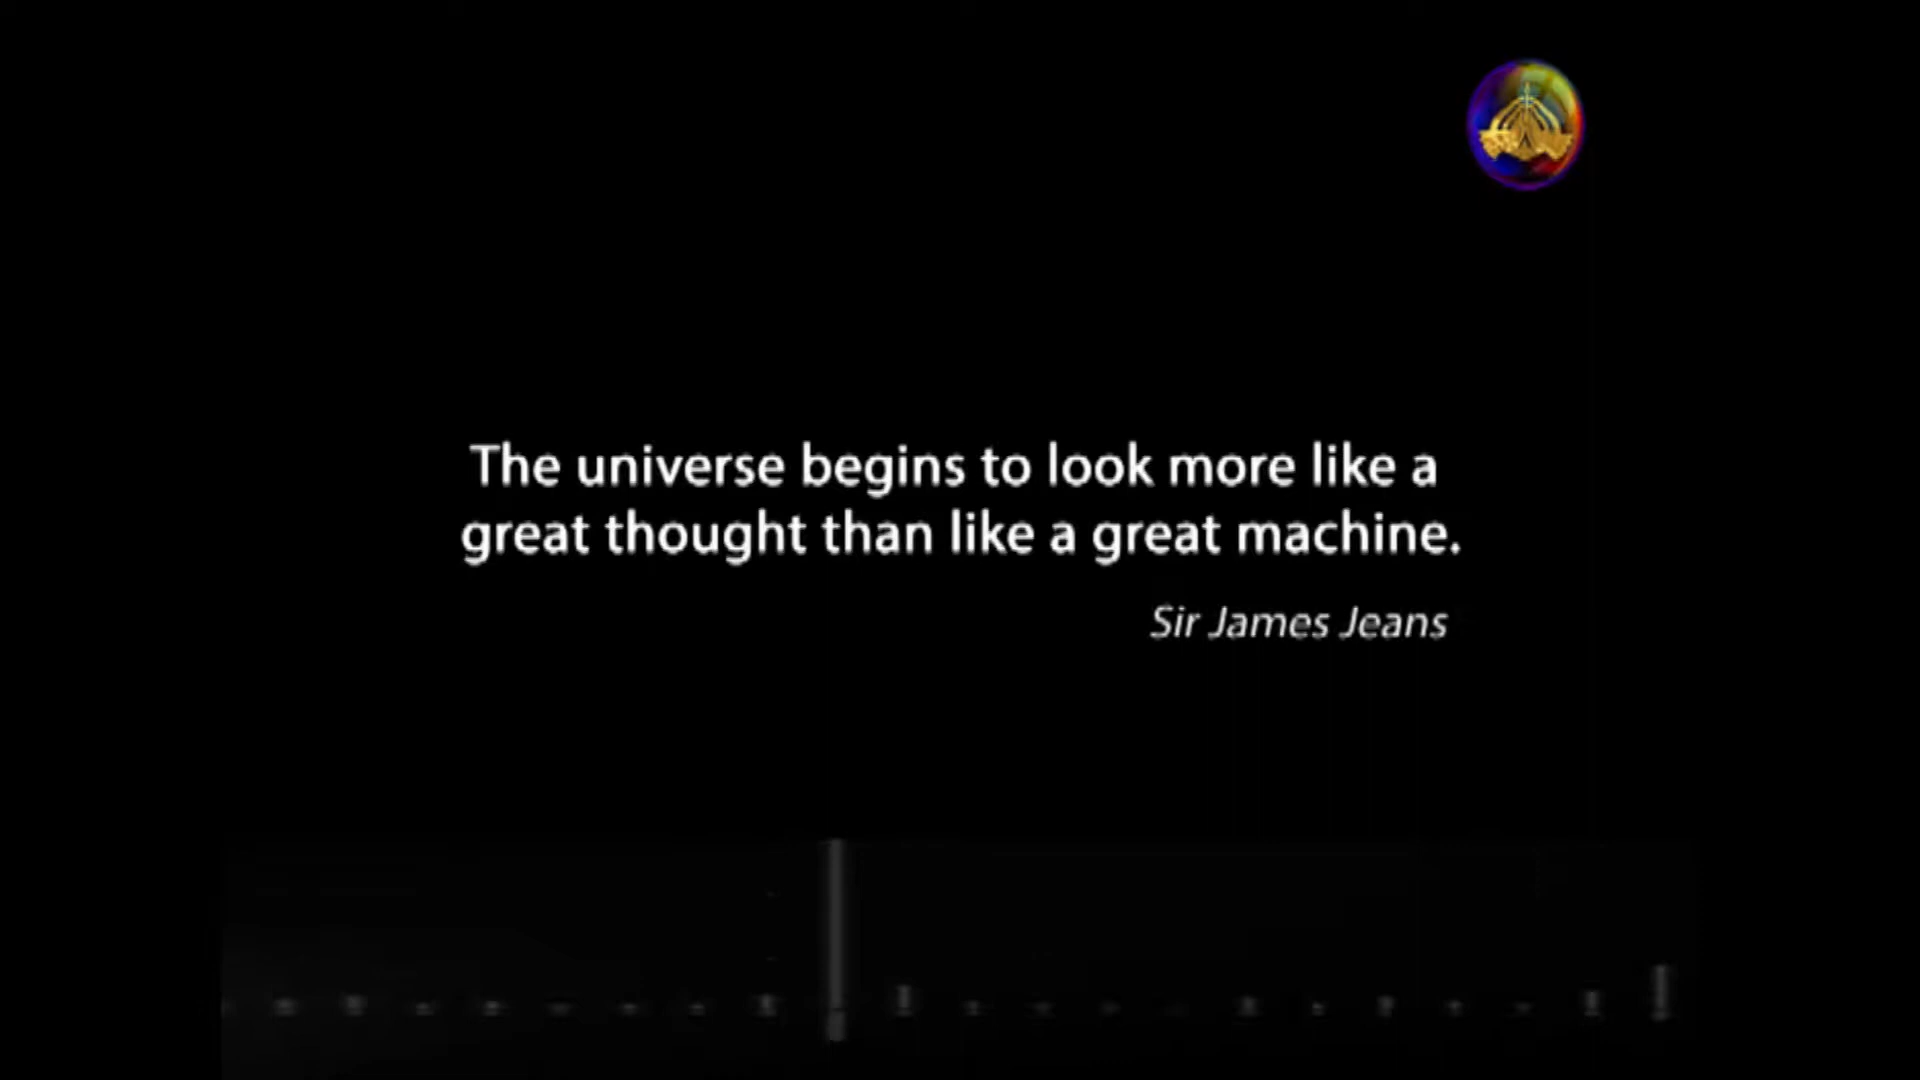 The universe begins to look more like a
great thought than like a great machine.
Sir James Jeans